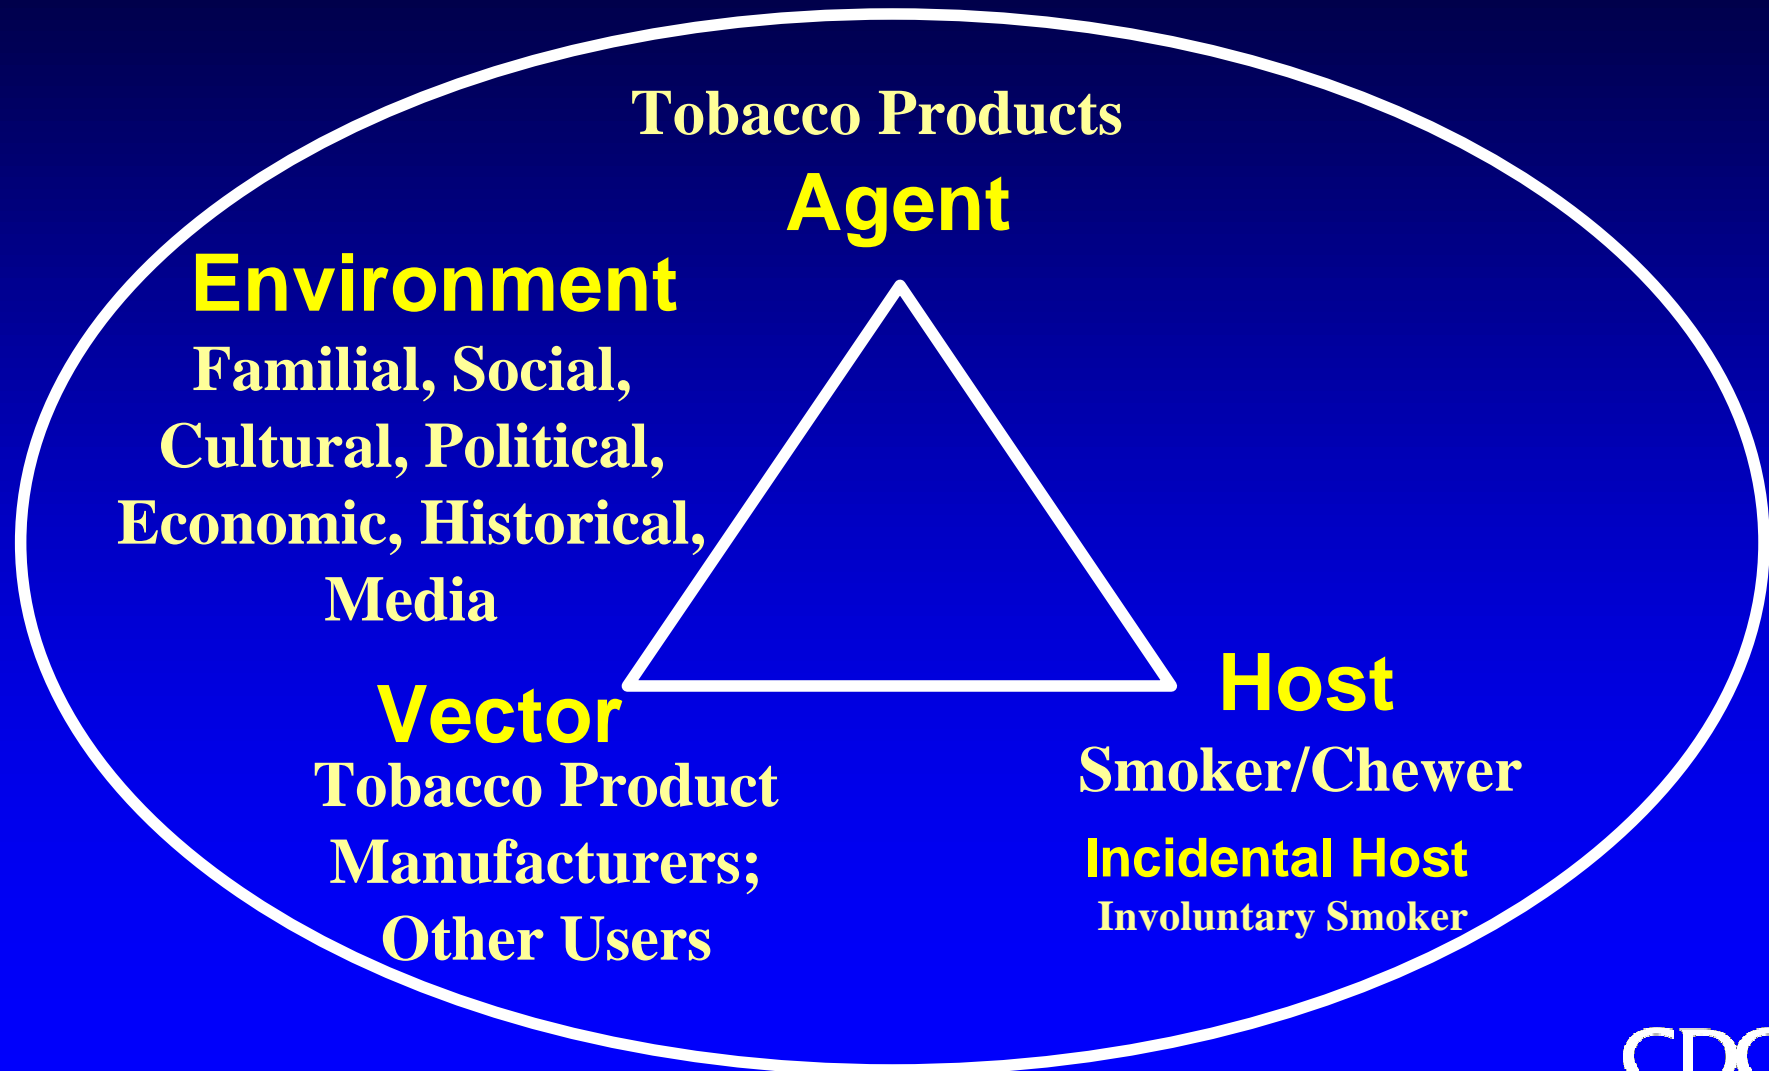 Tobacco Products
Agent
Environment
Familial, Social,
Cultural, Political,
Economic, Historical,
Media
Vector
Tobacco Product
Manufacturers;
Other Users
Host
Smoker/Chewer
Incidental Host
Involuntary Smoker
CDC